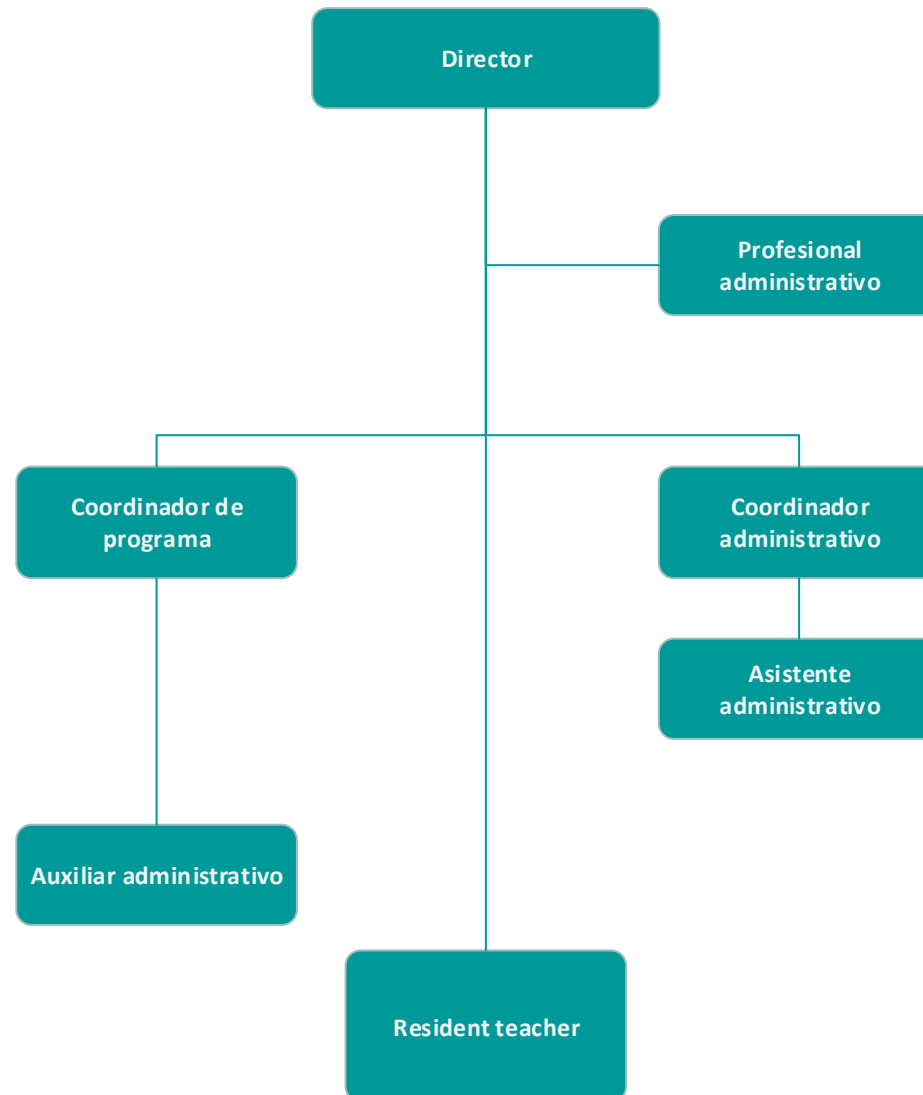 Director
Profesional
administrativo
Coordinador de
programa
Coordinador
administrativo
Asistente
administrativo
Auxiliar administrativo
Resident teacher